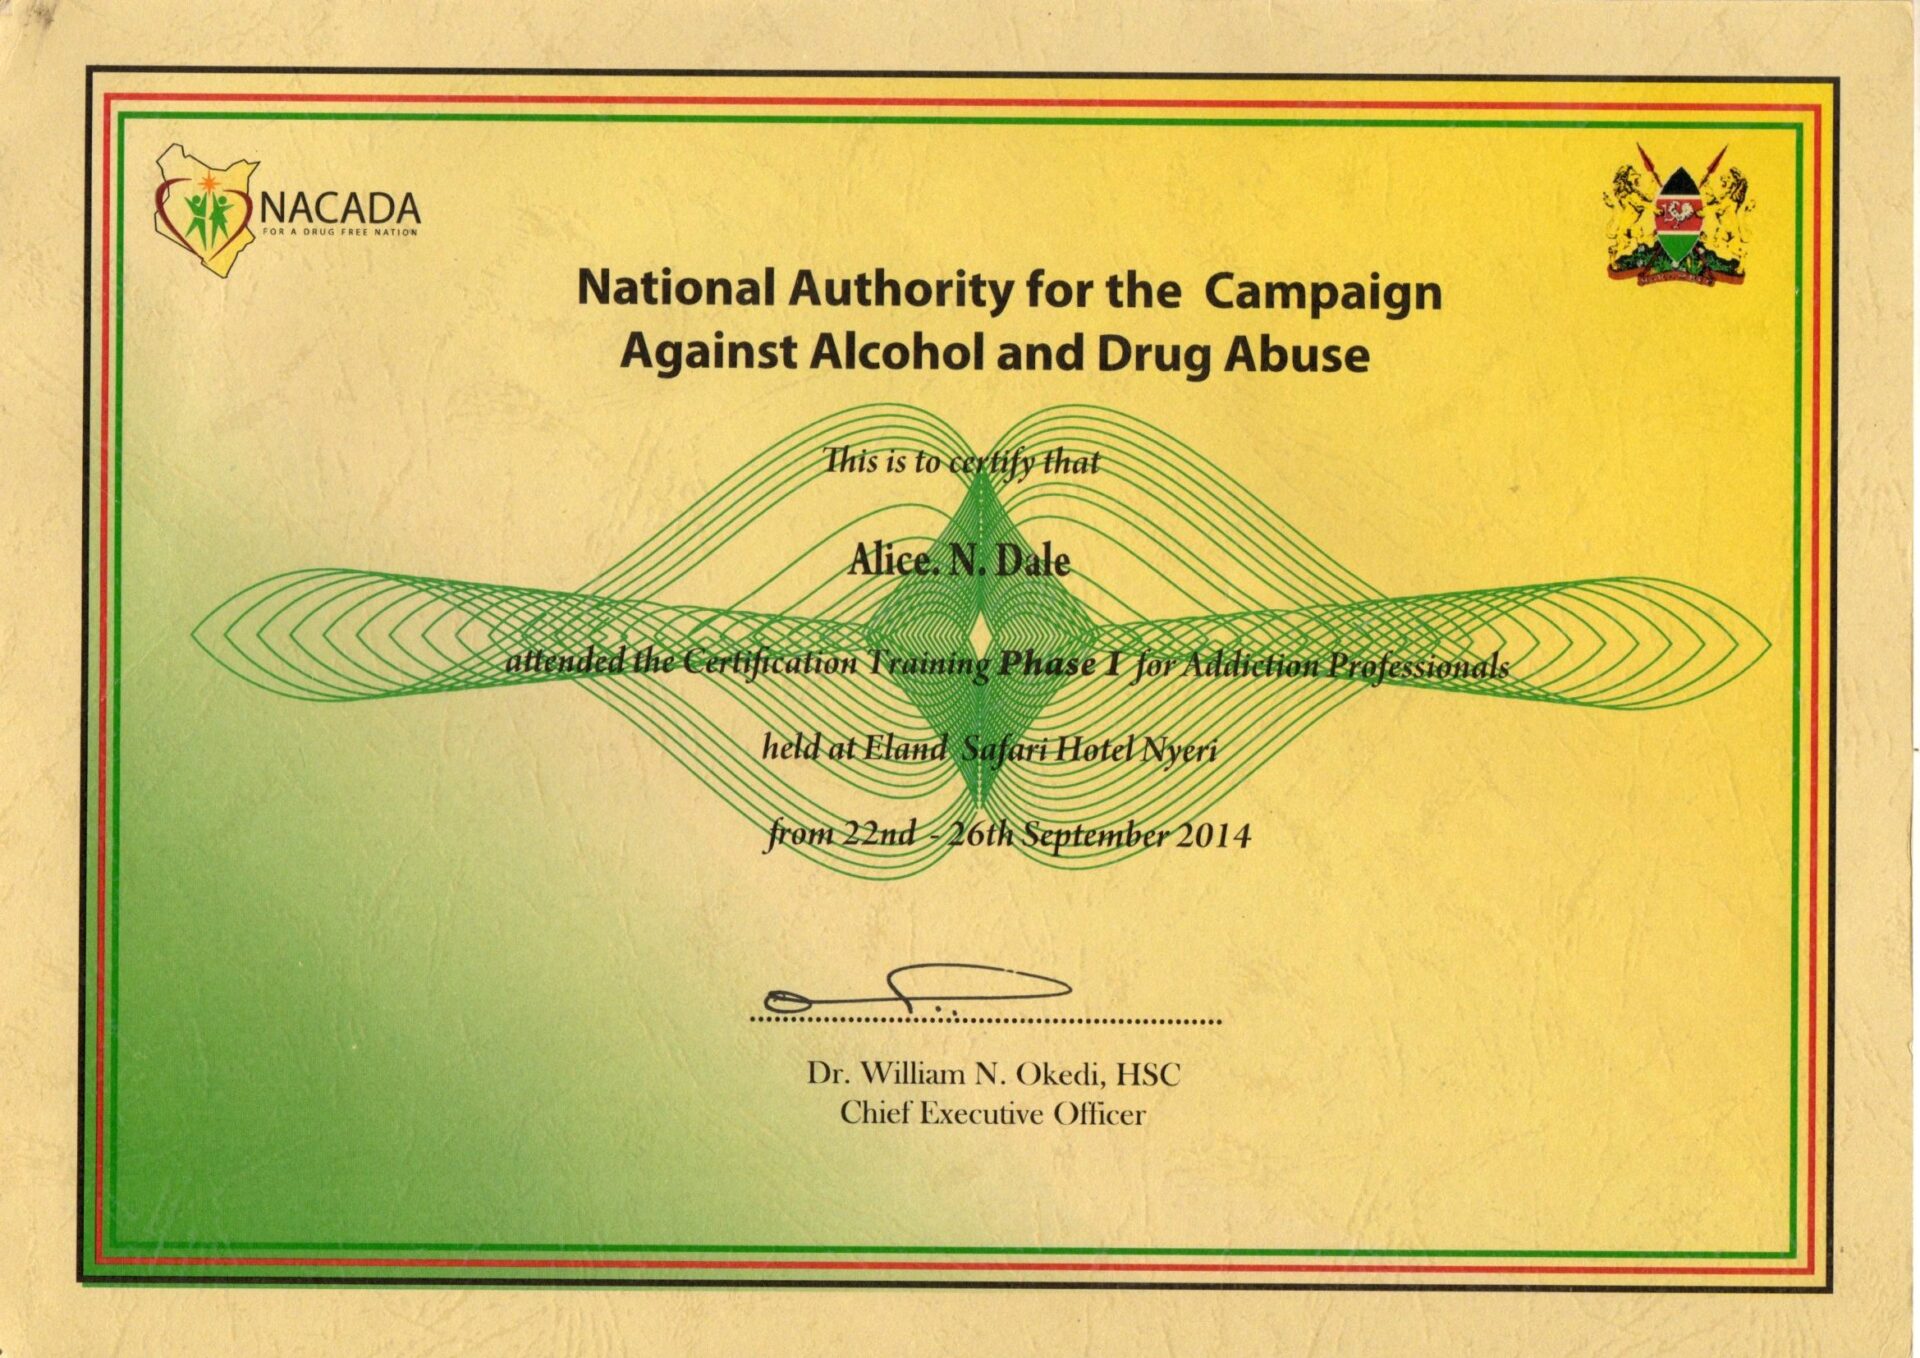 NACADA
FOR A DRUG FREE NATION
National Authority for the Campaign
Against Alcohol and Drug Abuse
This is to certify that
Alice. N. Dale
attended the Certification Training Phase I for Addiction Professionals
held at Eland Safari Hotel Nyeri
from 22nd - 26th September 2014
Dr. William N. Okedi, HSC
Chief Executive Officer